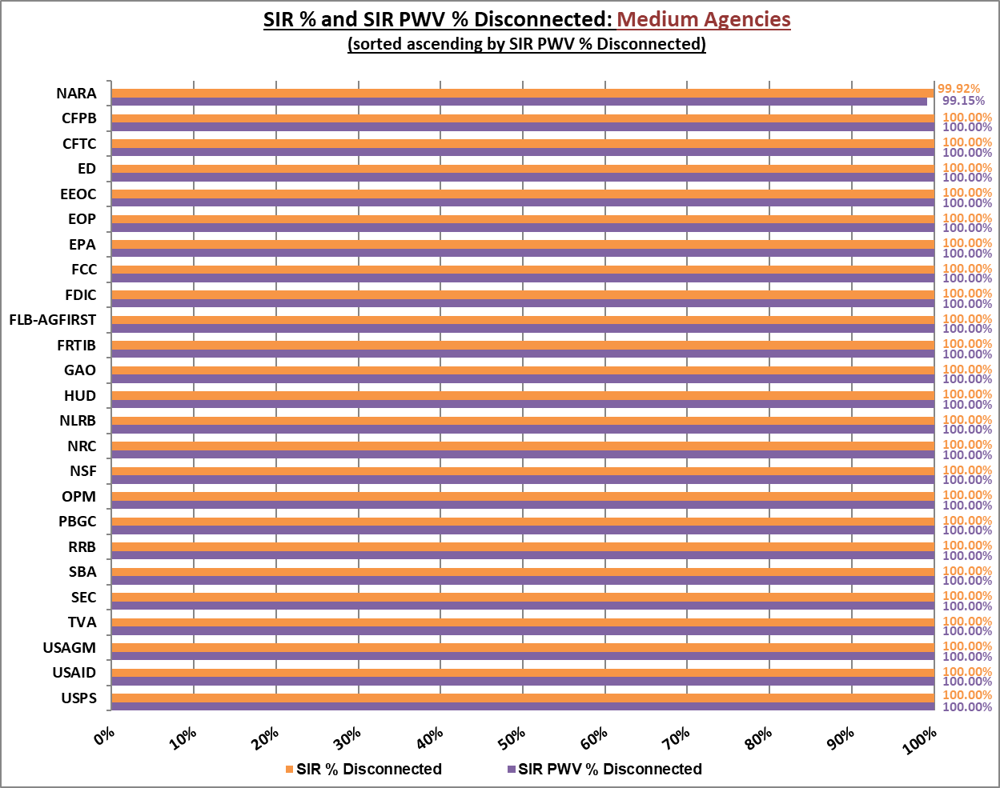 SIR % and SIR PWV % Disconnected: Medium Agencies
(sorted ascending by SIR PWV % Disconnected)
NARA 99.92%
99.15%
CFPB 100.00%
100.00%
CFTC 100.00%
100.00%
ED 100.00%
100.00%
EEOC 100.00%
100.00%
EOP 100.00%
100.00%
EPA 100.00%
100.00%
FCC 100.00%
100.00%
FDIC 100.00%
100.00%
FLB-AGFIRST 100.00%
100.00%
FRTIB 100.00%
100.00%
GAO 100.00%
100.00%
HUD 100.00%
100.00%
NLRB 100.00%
100.00%
NRC 100.00%
100.00%
NSF 100.00%
100.00%
OPM 100.00%
100.00%
PBGC 100.00%
100.00%
RRB 100.00%
100.00%
SBA 100.00%
100.00%
SEC 100.00%
100.00%
TVA 100.00%
100.00%
USAGM 100.00%
100.00%
USAID 100.00%
100.00%
USPS 100.00%
100.00%
0% 10% 20% 30% 40% 50% 60% 70% 80% 90% 100%
SIR % Disconnected SIR PWV % Disconnected